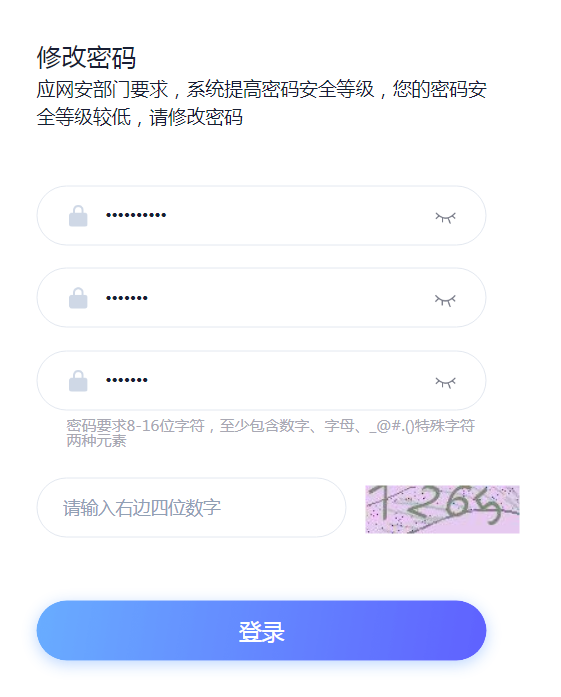 修改密码
应网安部门要求，系统提高密码安全等级，您的密码安
全等级较低，请修改密码
••••••••••
•••••••
•••••••
密码要求8-16位字符，至少包含数字、字母、_@#.()特殊字符
两种元素
请输入右边四位数字
登录